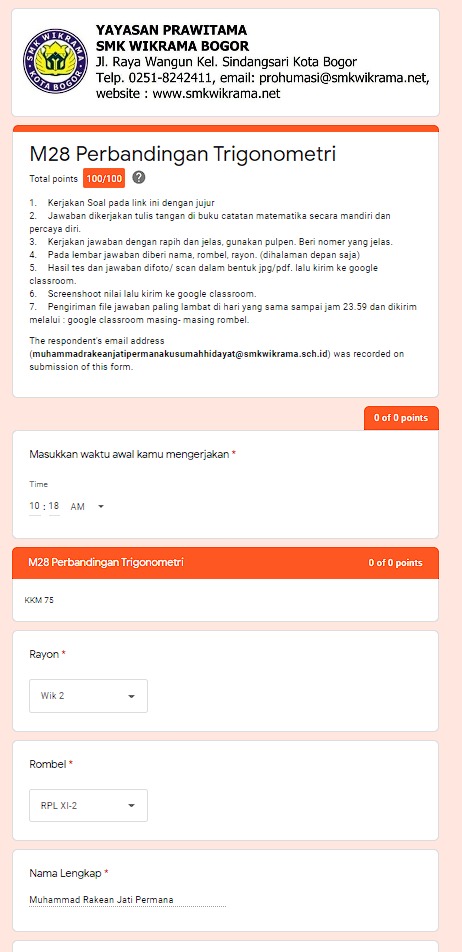 SMK WIKRAMA
KOTA BOGOR
YAYASAN PRAWITAMA
SMK WIKRAMA BOGOR
Jl. Raya Wangun Kel. Sindangsari Kota Bogor
Telp. 0251-8242411, email: prohumasi@smkwikrama.net,
website : www.smkwikrama.net
M28 Perbandingan Trigonometri
Total points 100/100 ?
1. Kerjakan Soal pada link ini dengan jujur
2. Jawaban dikerjakan tulis tangan di buku catatan matematika secara mandiri dan
percaya diri.
3. Kerjakan jawaban dengan rapih dan jelas, gunakan pulpen. Beri nomer yang jelas.
4. Pada lembar jawaban diberi nama, rombel, rayon. (dihalaman depan saja)
5. Hasil tes dan jawaban difoto/ scan dalam bentuk jpg/pdf. lalu kirim ke google
classroom.
6. Screenshoot nilai lalu kirim ke google classroom.
7. Pengiriman file jawaban paling lambat di hari yang sama sampai jam 23.59 dan dikirim
melalui : google classroom masing- masing rombel.
The respondent's email address
(muhammadrakeanjatipermanakusumahhidayat@smkwikrama.sch.id) was recorded on
submission of this form.
0 of 0 points
Masukkan waktu awal kamu mengerjakan *
Time
10 : 18 AM
M28 Perbandingan Trigonometri 0 of 0 points
KKM 75
Rayon *
Wik 2
Rombel *
RPL XI-2
Nama Lengkap *
Muhammad Rakean Jati Permana